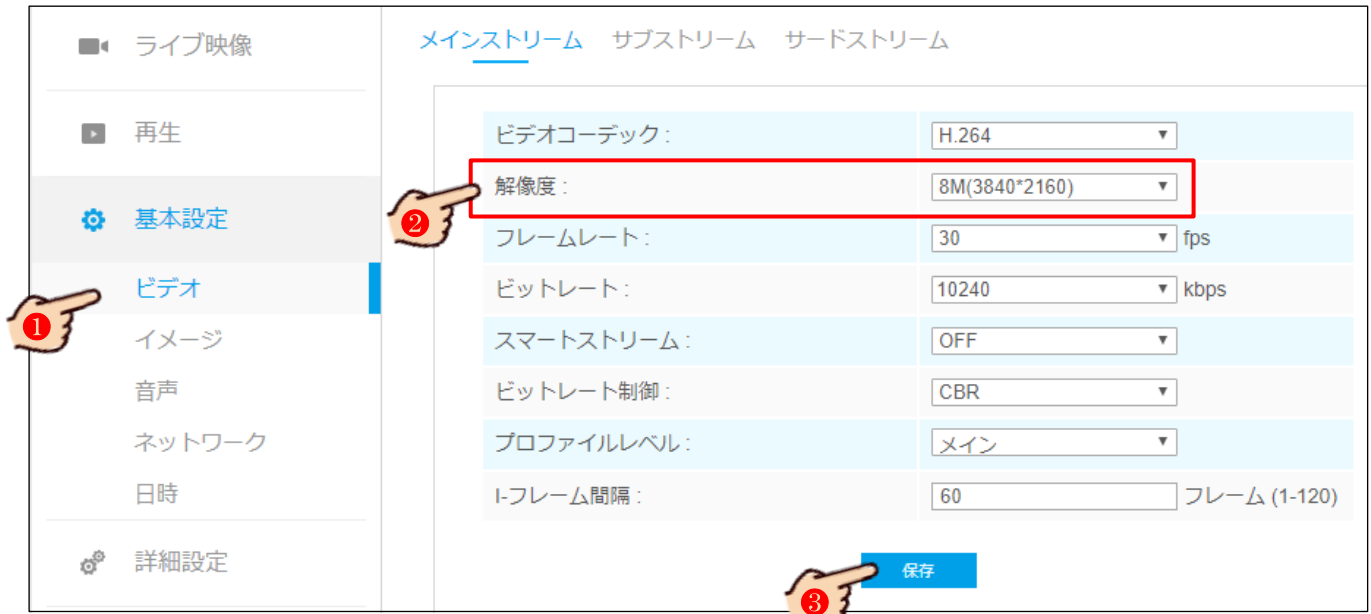 ライブ映像
再生
基本設定
ビデオ
イメージ
音声
ネットワーク
日時
詳細設定
メインストリーム サブストリーム サードストリーム
ビデオコーデック : H.264
解像度 : 8M(3840*2160)
フレームレート : 30 fps
ビットレート : 10240 kbps
スマートストリーム : OFF
ビットレート制御 : CBR
プロファイルレベル : メイン
I-フレーム間隔 : 60 フレーム (1-120)
保存
❶
❷
❸